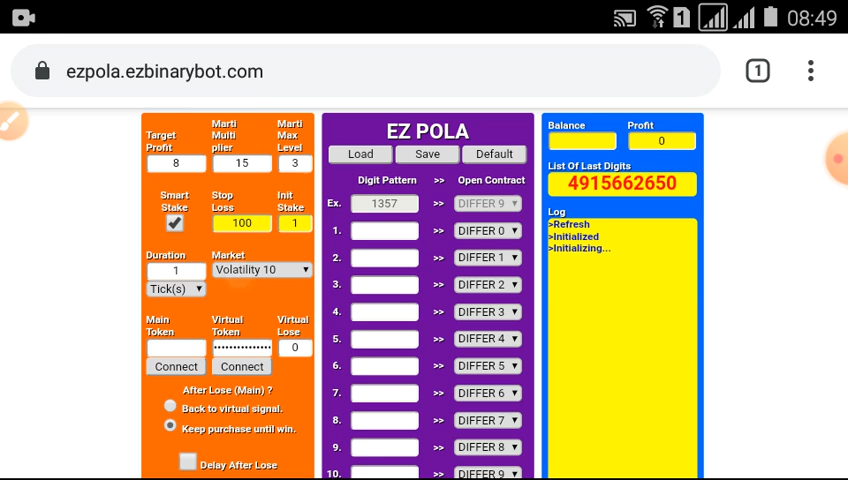 1 08:49
ezpola.ezbinarybot.com 1
Target Profit
Marti Multi plier
Marti Max Level
8 15 3
Smart Stake
Stop Loss
Init Stake
100 1
Duration Market
1 Volatility 10
Tick(s)
Main Token
Virtual Token
Virtual Lose
•••••••••••••• 0
Connect Connect
After Lose (Main) ?
Back to virtual signal.
Keep purchase until win.
Delay After Lose
EZ POLA
Load Save Default
Digit Pattern >> Open Contract
Ex. 1357 >> DIFFER 9
1. >> DIFFER 0
2. >> DIFFER 1
3. >> DIFFER 2
4. >> DIFFER 3
5. >> DIFFER 4
6. >> DIFFER 5
7. >> DIFFER 6
8. >> DIFFER 7
9. >> DIFFER 8
10. >> DIFFER 9
Balance Profit
0
List Of Last Digits
4915662650
Log
>Refresh
>Initialized
>Initializing...